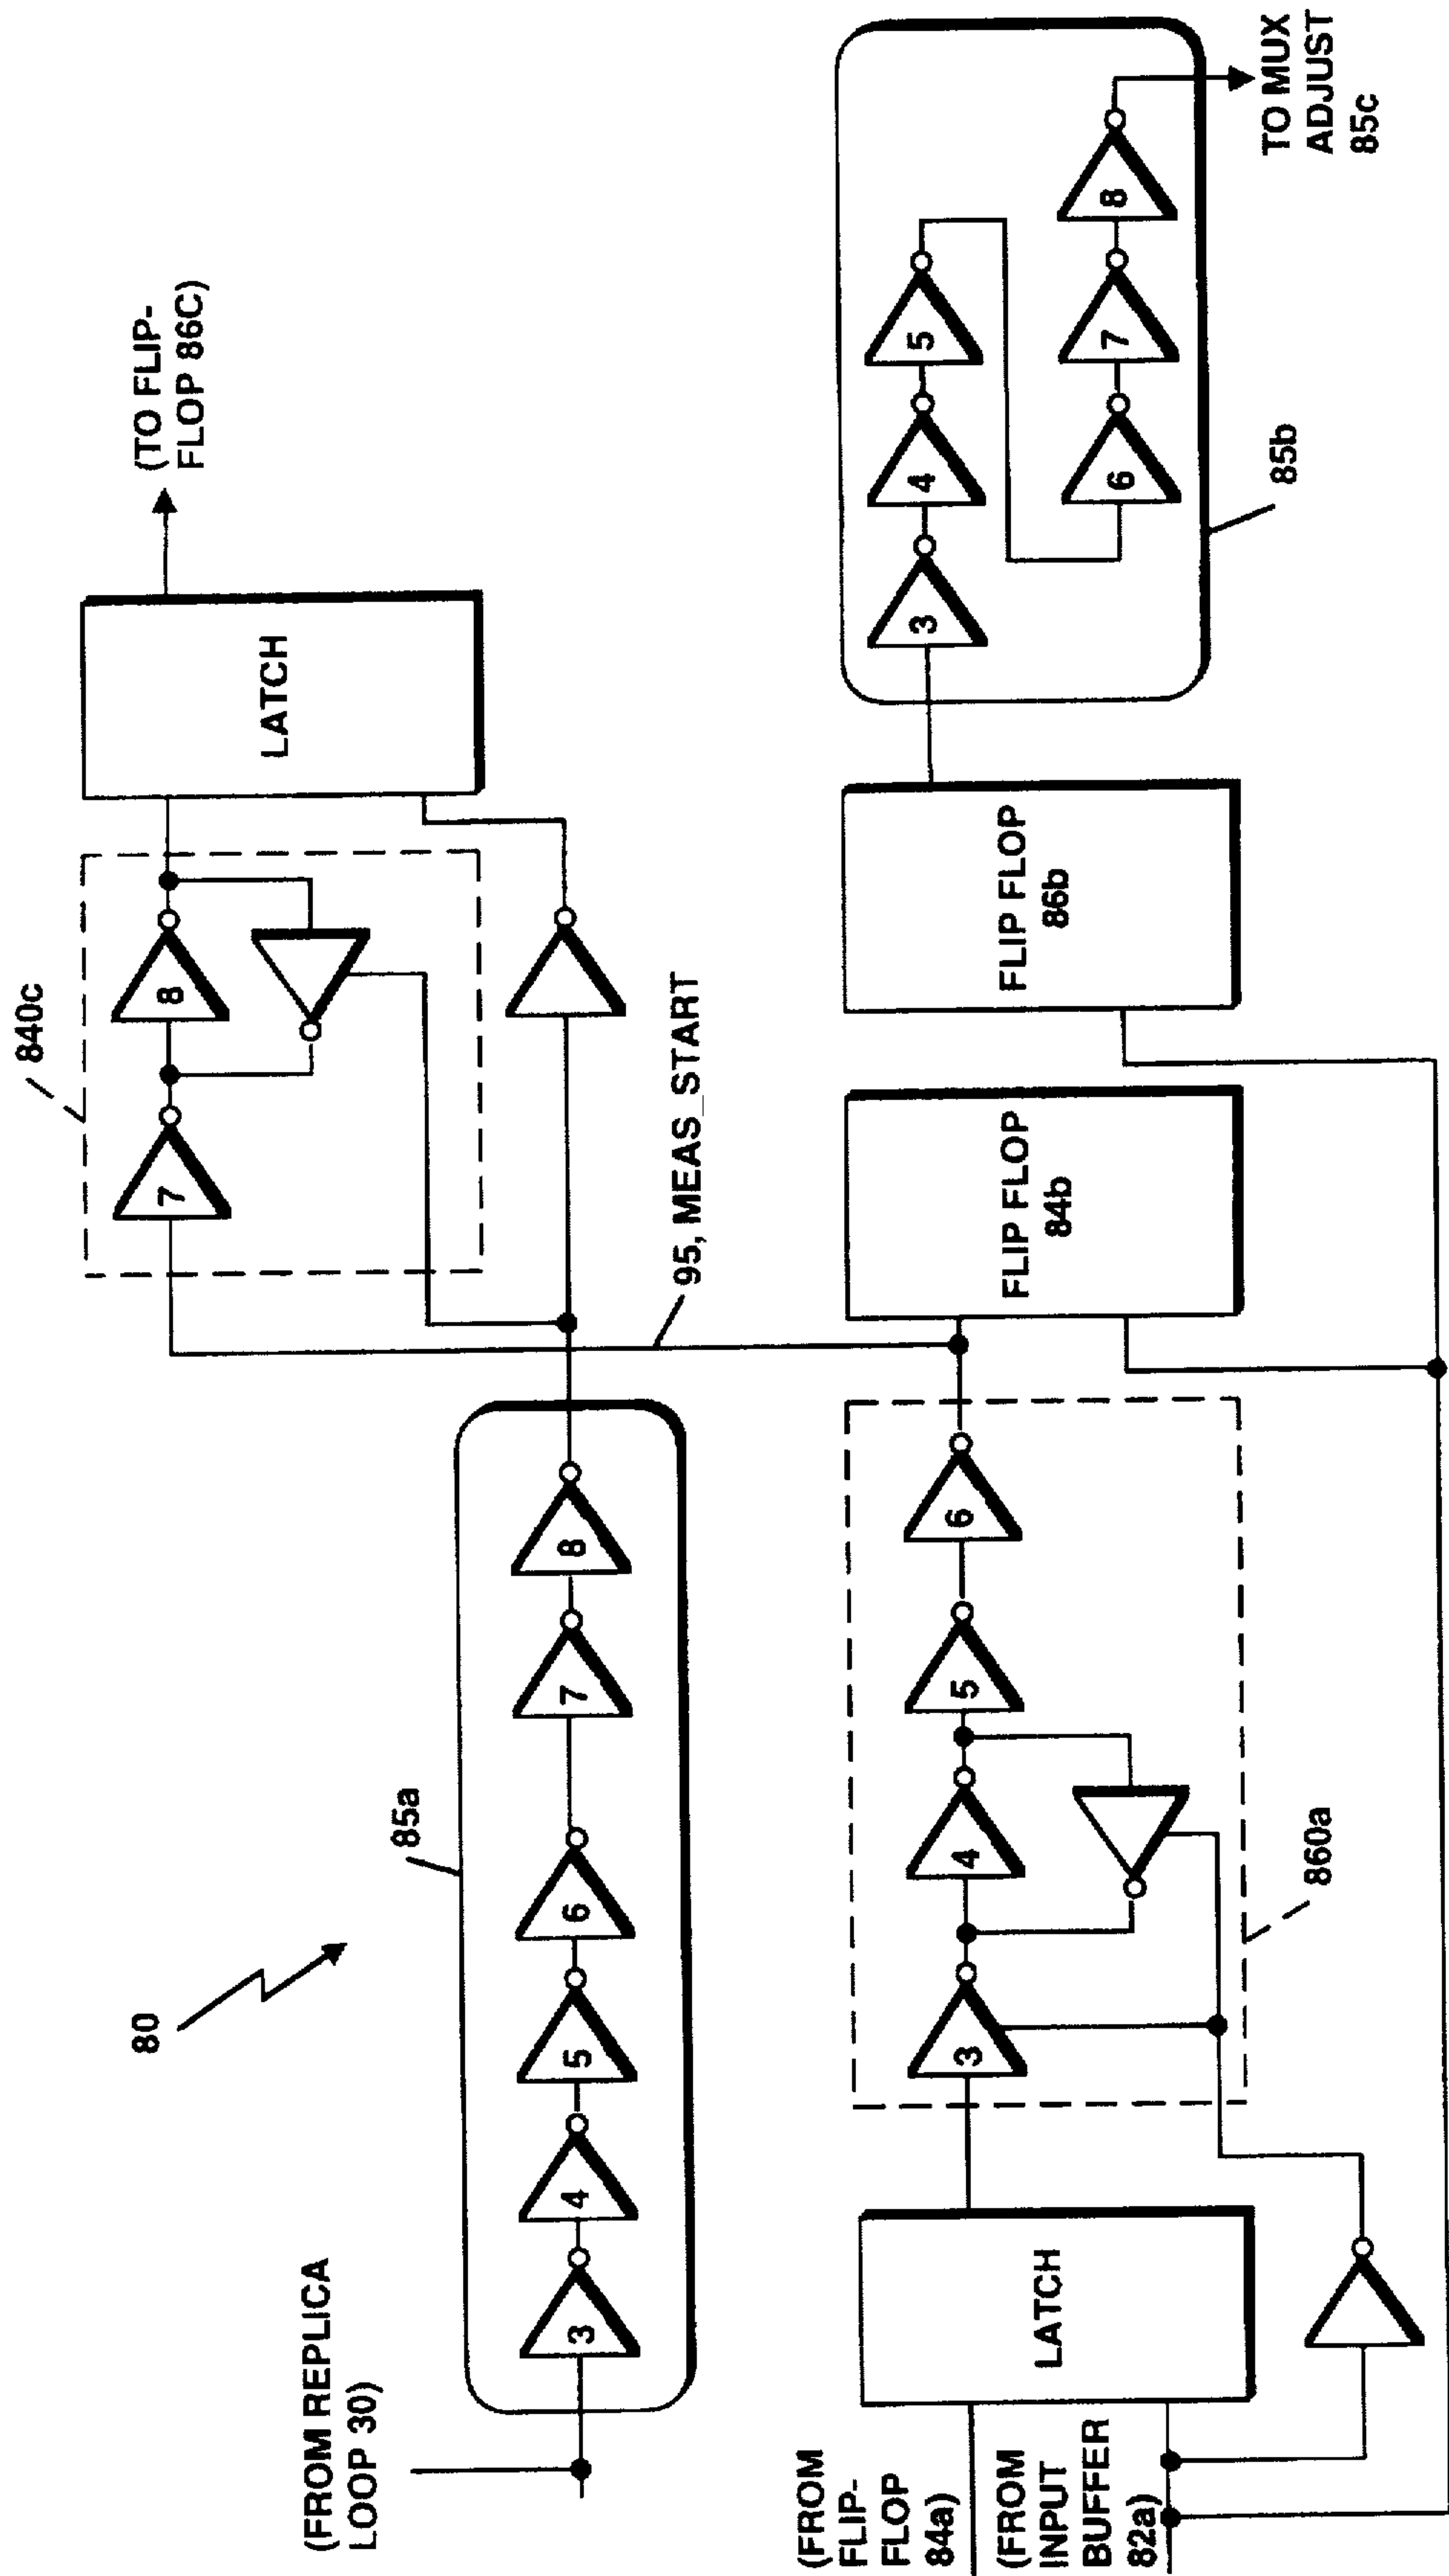 80
(FROM REPLICA
LOOP 30)
85a
3
4
5
6
7
8
840c
7
8
LATCH
(TO FLIP-
FLOP 86C)
95, MEAS_START
(FROM
FLIP-
FLOP
84a)
(FROM
INPUT
BUFFER
82a)
LATCH
3
4
5
6
860a
FLIP FLOP
84b
FLIP FLOP
86b
3
4
5
6
7
8
85b
TO MUX
ADJUST
85c